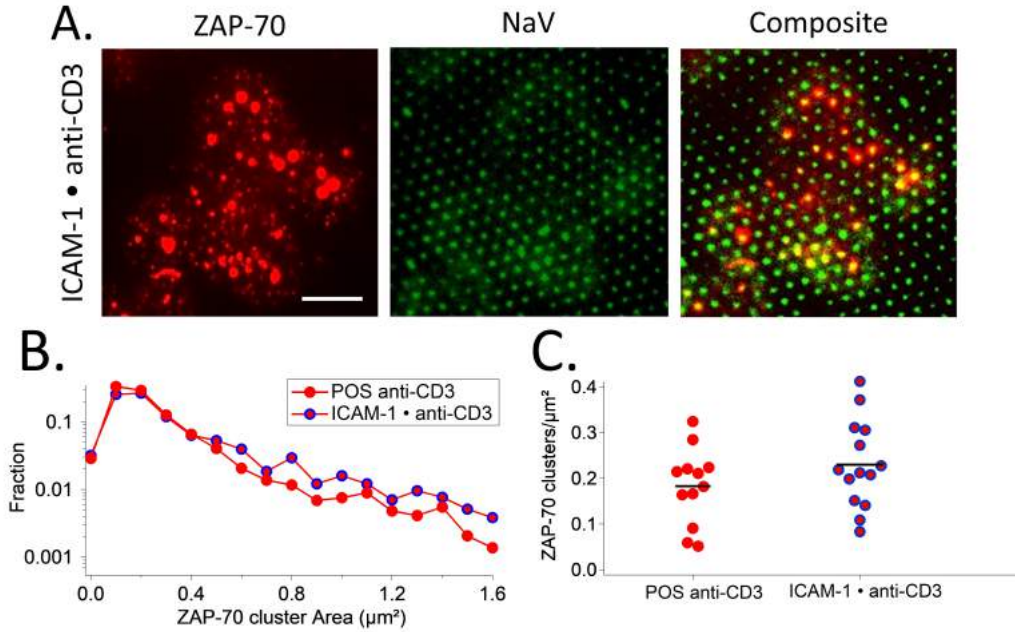 A.
ZAP-70
NaV
Composite
ICAM-1 • anti-CD3
B.
POS anti-CD3
ICAM-1 • anti-CD3
0.1
0.01
0.001
Fraction
0.0
0.4
0.8
1.2
1.6
ZAP-70 cluster Area (µm²)
C.
0.4
0.3
0.2
0.1
0.0
ZAP-70 clusters/µm²
POS anti-CD3
ICAM-1 • anti-CD3